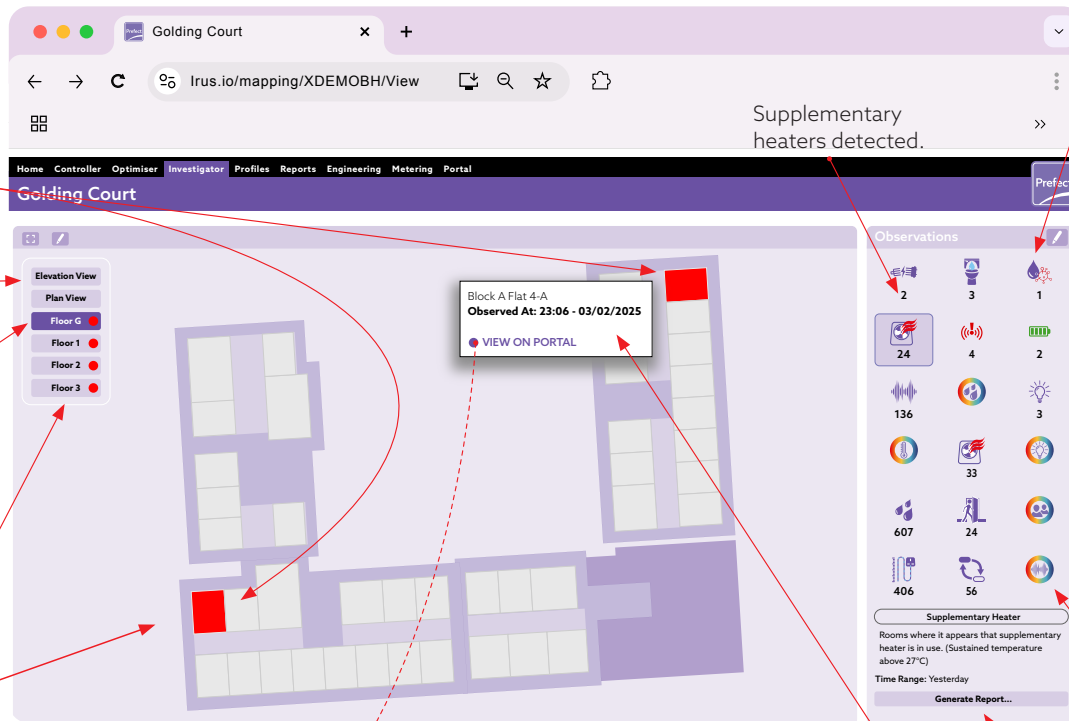 Prefect
Golding Court
lrus.io/mapping/XDEMOBH/View
Supplementary
heaters detected.
Home Controller Optimiser Investigator Profiles Reports Engineering Metering Portal
Golding Court
Prefect
Elevation View
Plan View
Floor G
Floor 1
Floor 2
Floor 3
Block A Flat 4-A
Observed At: 23:06 - 03/02/2025
VIEW ON PORTAL
Observations
2 3 1
24 4 2
136 3
33
607 24
406 56
Supplementary Heater
Rooms where it appears that supplementary
heater is in use. (Sustained temperature
above 27°C)
Time Range: Yesterday
Generate Report...